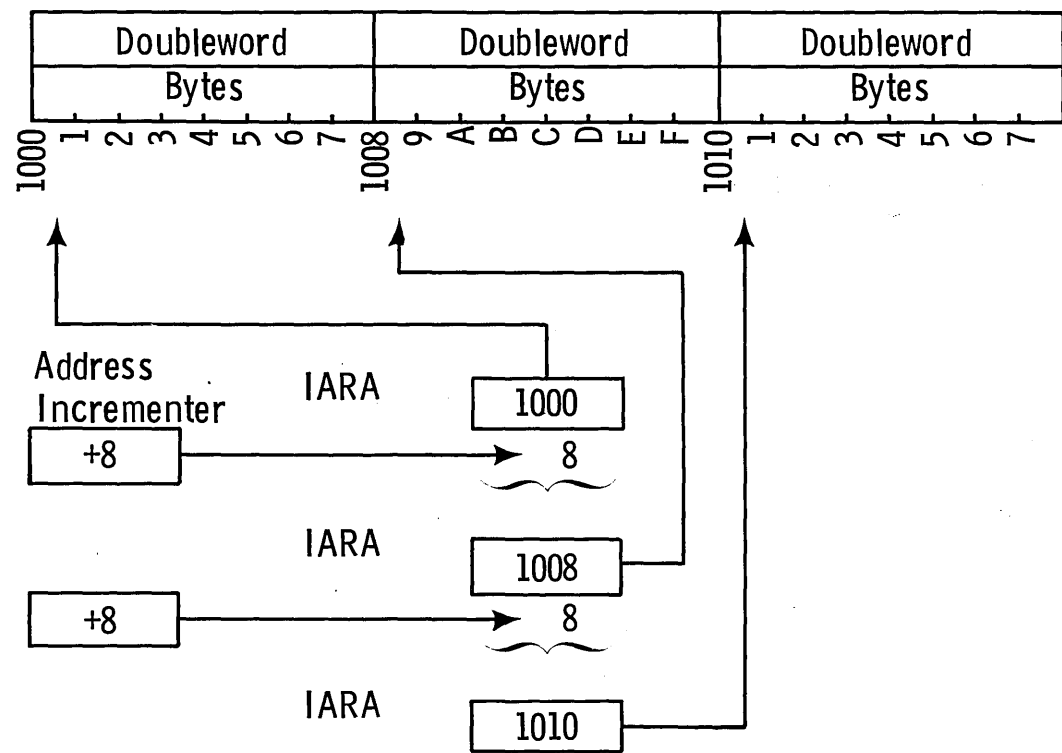 Doubleword Doubleword Doubleword
Bytes Bytes Bytes
1000 1 2 3 4 5 6 7 1008 9 A B C D E F 1010 1 2 3 4 5 6 7
Address
Incrementer
IARA
1000
+8
8
IARA
1008
+8
8
IARA
1010